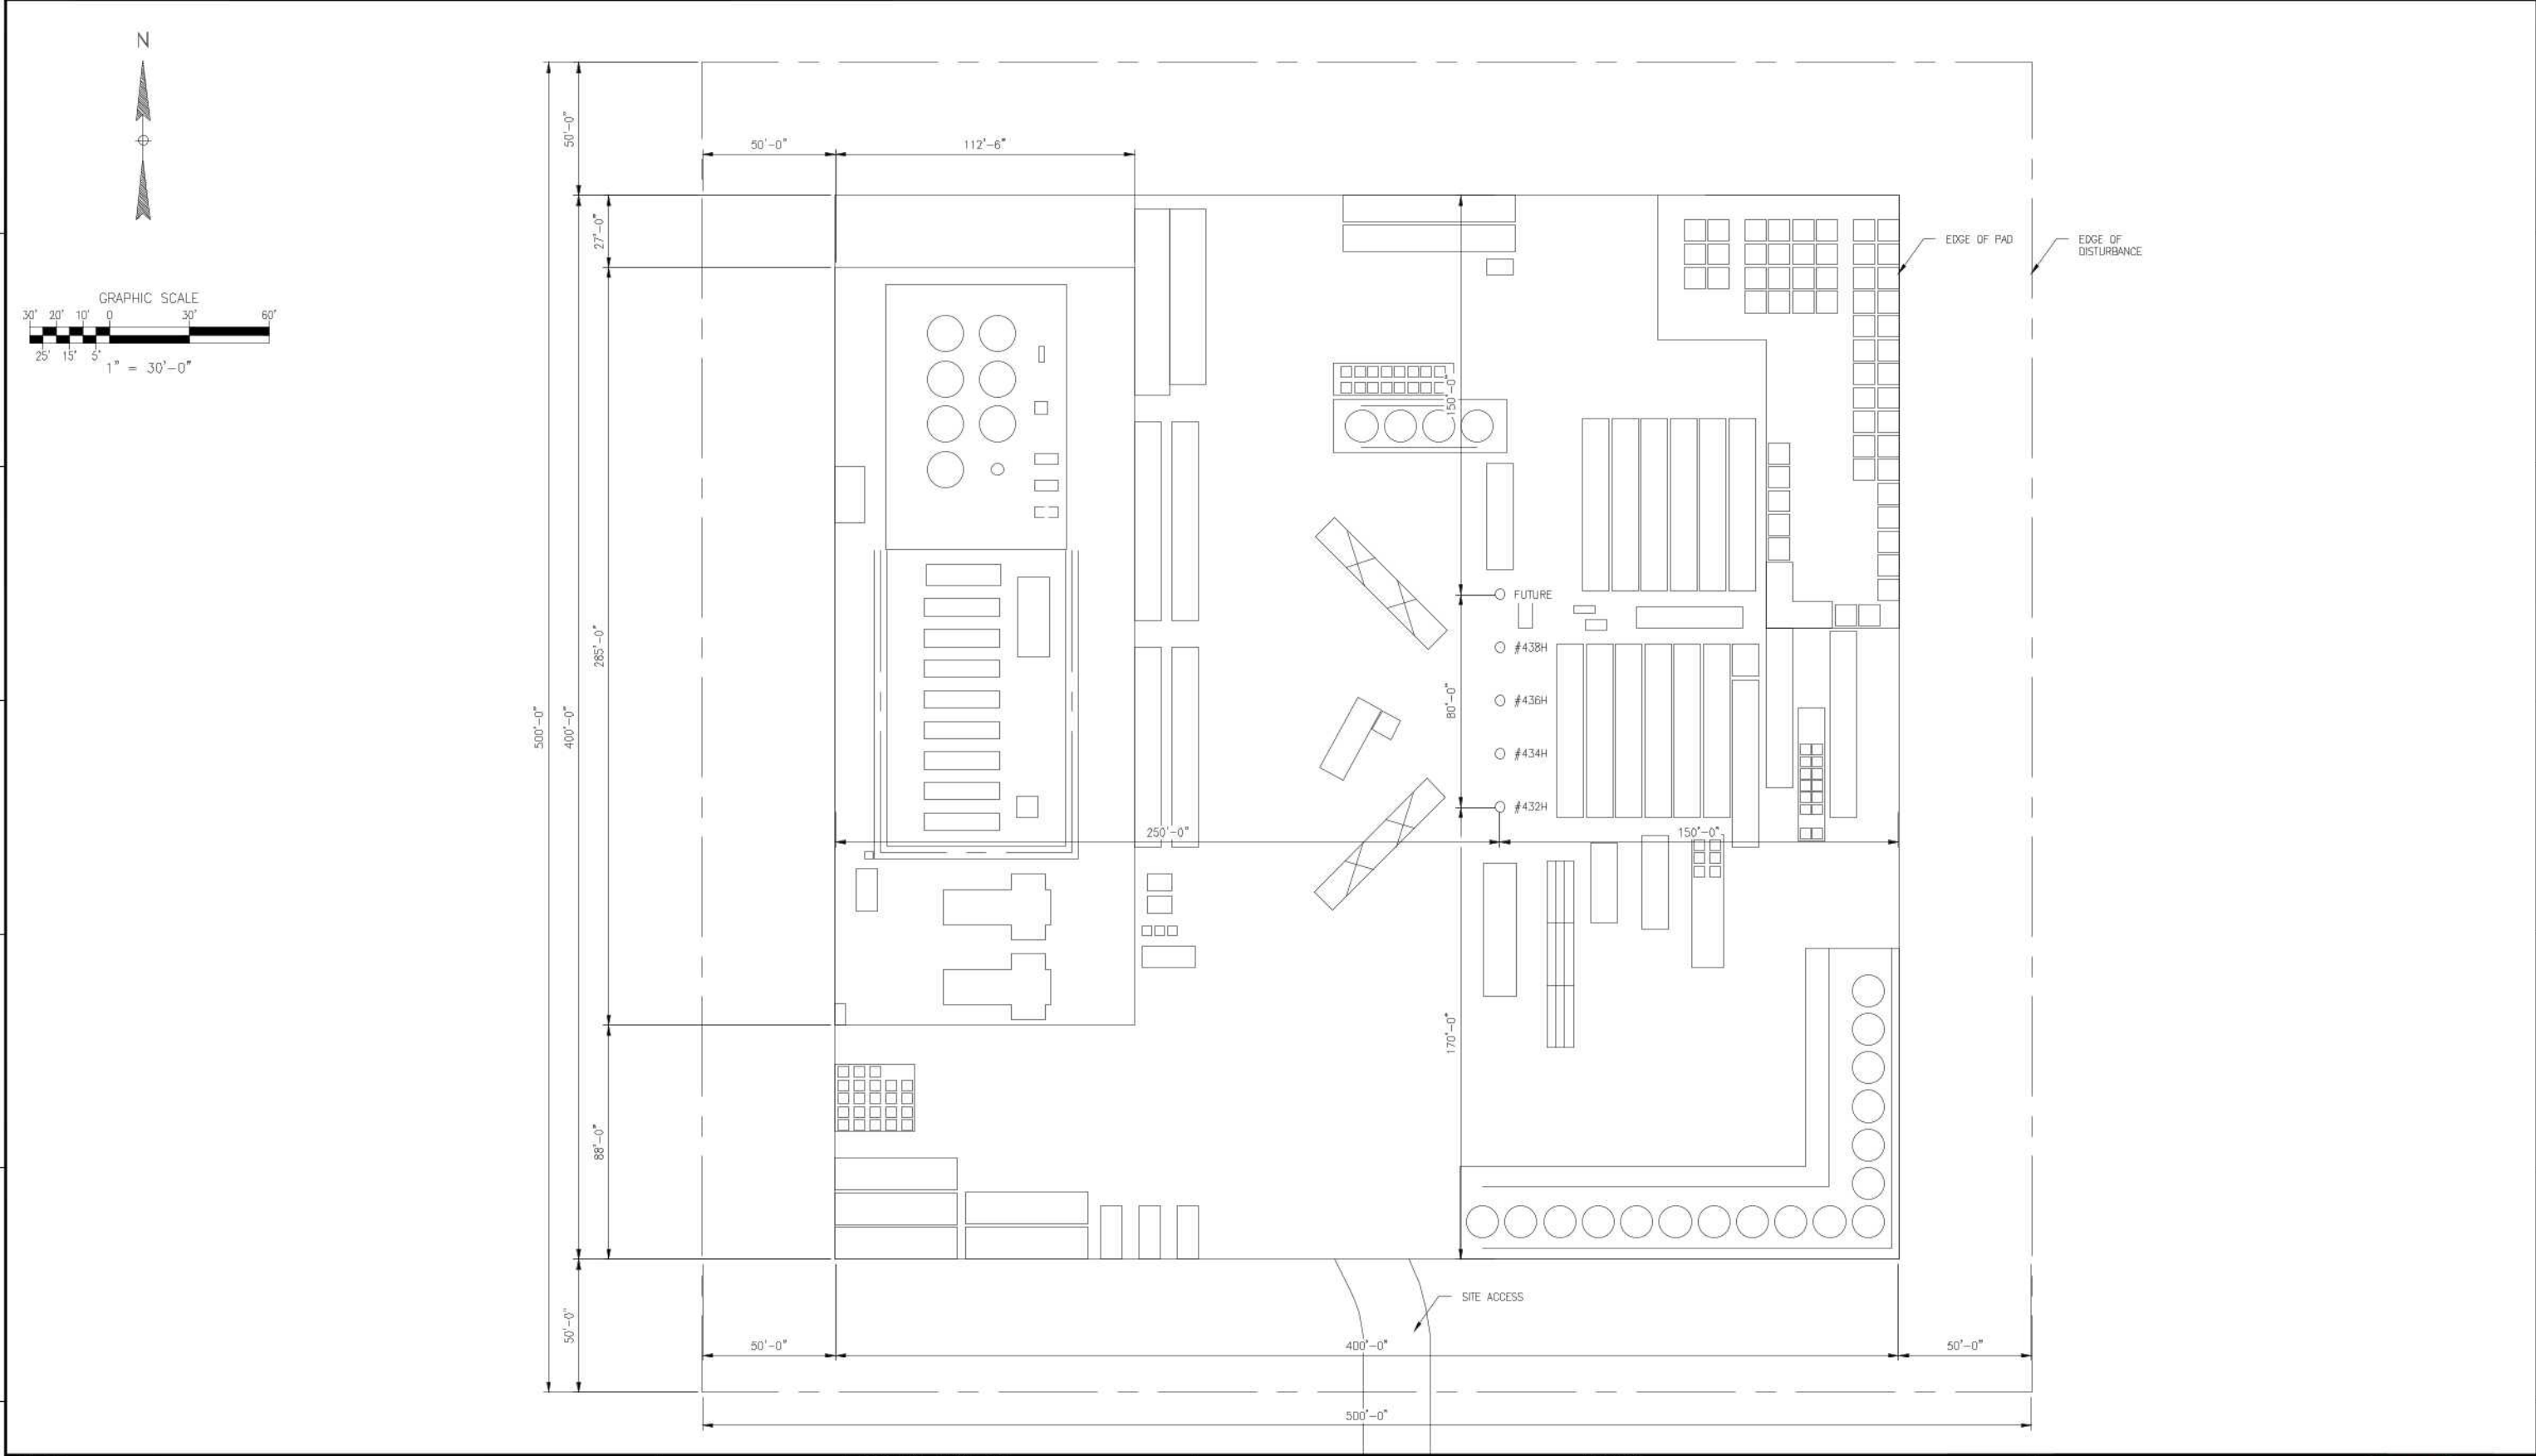 N
50'-0"
50'-0"
112'-6"
27'-0"
EDGE OF PAD
EDGE OF
DISTURBANCE
GRAPHIC SCALE
30' 20' 10' 0 30' 60'
25' 15' 5'
1" = 30'-0"
150'-0"
FUTURE
285'-0"
#438H
80'-0"
#436H
500'-0"
400'-0"
#434H
#432H
250'-0"
150'-0"
170'-0"
88'-0"
SITE ACCESS
50'-0"
50'-0"
400'-0"
50'-0"
500'-0"